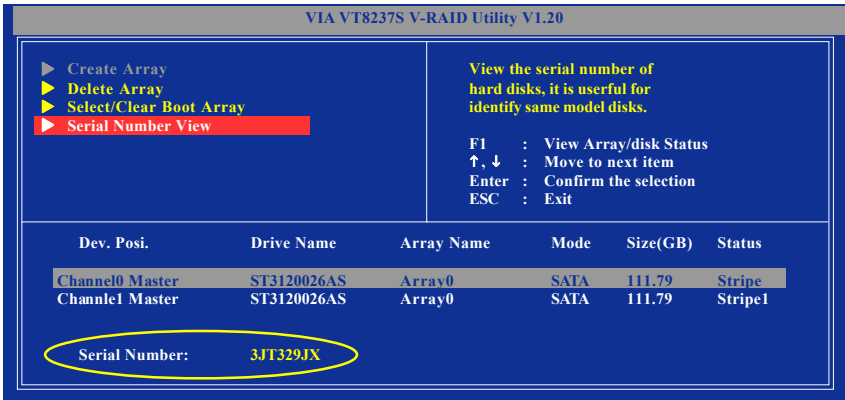 VIA VT8237S V-RAID Utility V1.20
Create Array
Delete Array
Select/Clear Boot Array
Serial Number View
View the serial number of
hard disks, it is userful for
identify same model disks.
F1 : View Array/disk Status
↑, ↓ : Move to next item
Enter : Confirm the selection
ESC : Exit
Dev. Posi. Drive Name Array Name Mode Size(GB) Status
Channel0 Master ST3120026AS Array0 SATA 111.79 Stripe
Channle1 Master ST3120026AS Array0 SATA 111.79 Stripe1
Serial Number: 3JT329JX